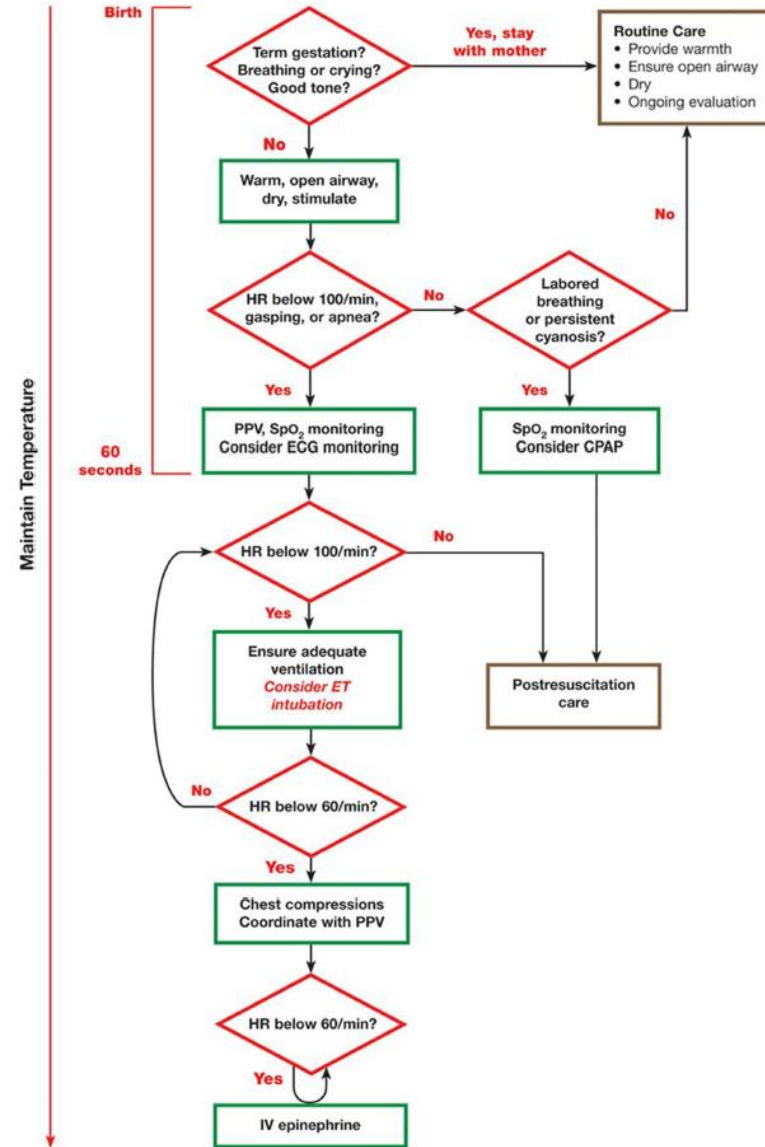 Birth
Term gestation?
Breathing or crying?
Good tone?
Yes, stay
with mother
Routine Care
• Provide warmth
• Ensure open airway
• Dry
• Ongoing evaluation
No
Warm, open airway,
dry, stimulate
No
HR below 100/min,
gasping, or apnea?
No
Labored
breathing
or persistent
cyanosis?
Yes
Yes
PPV, SpO₂ monitoring
Consider ECG monitoring
SpO₂ monitoring
Consider CPAP
60
seconds
Maintain Temperature
HR below 100/min?
No
Yes
Ensure adequate
ventilation
Consider ET
intubation
Postresuscitation
care
No
HR below 60/min?
Yes
Chest compressions
Coordinate with PPV
HR below 60/min?
Yes
IV epinephrine